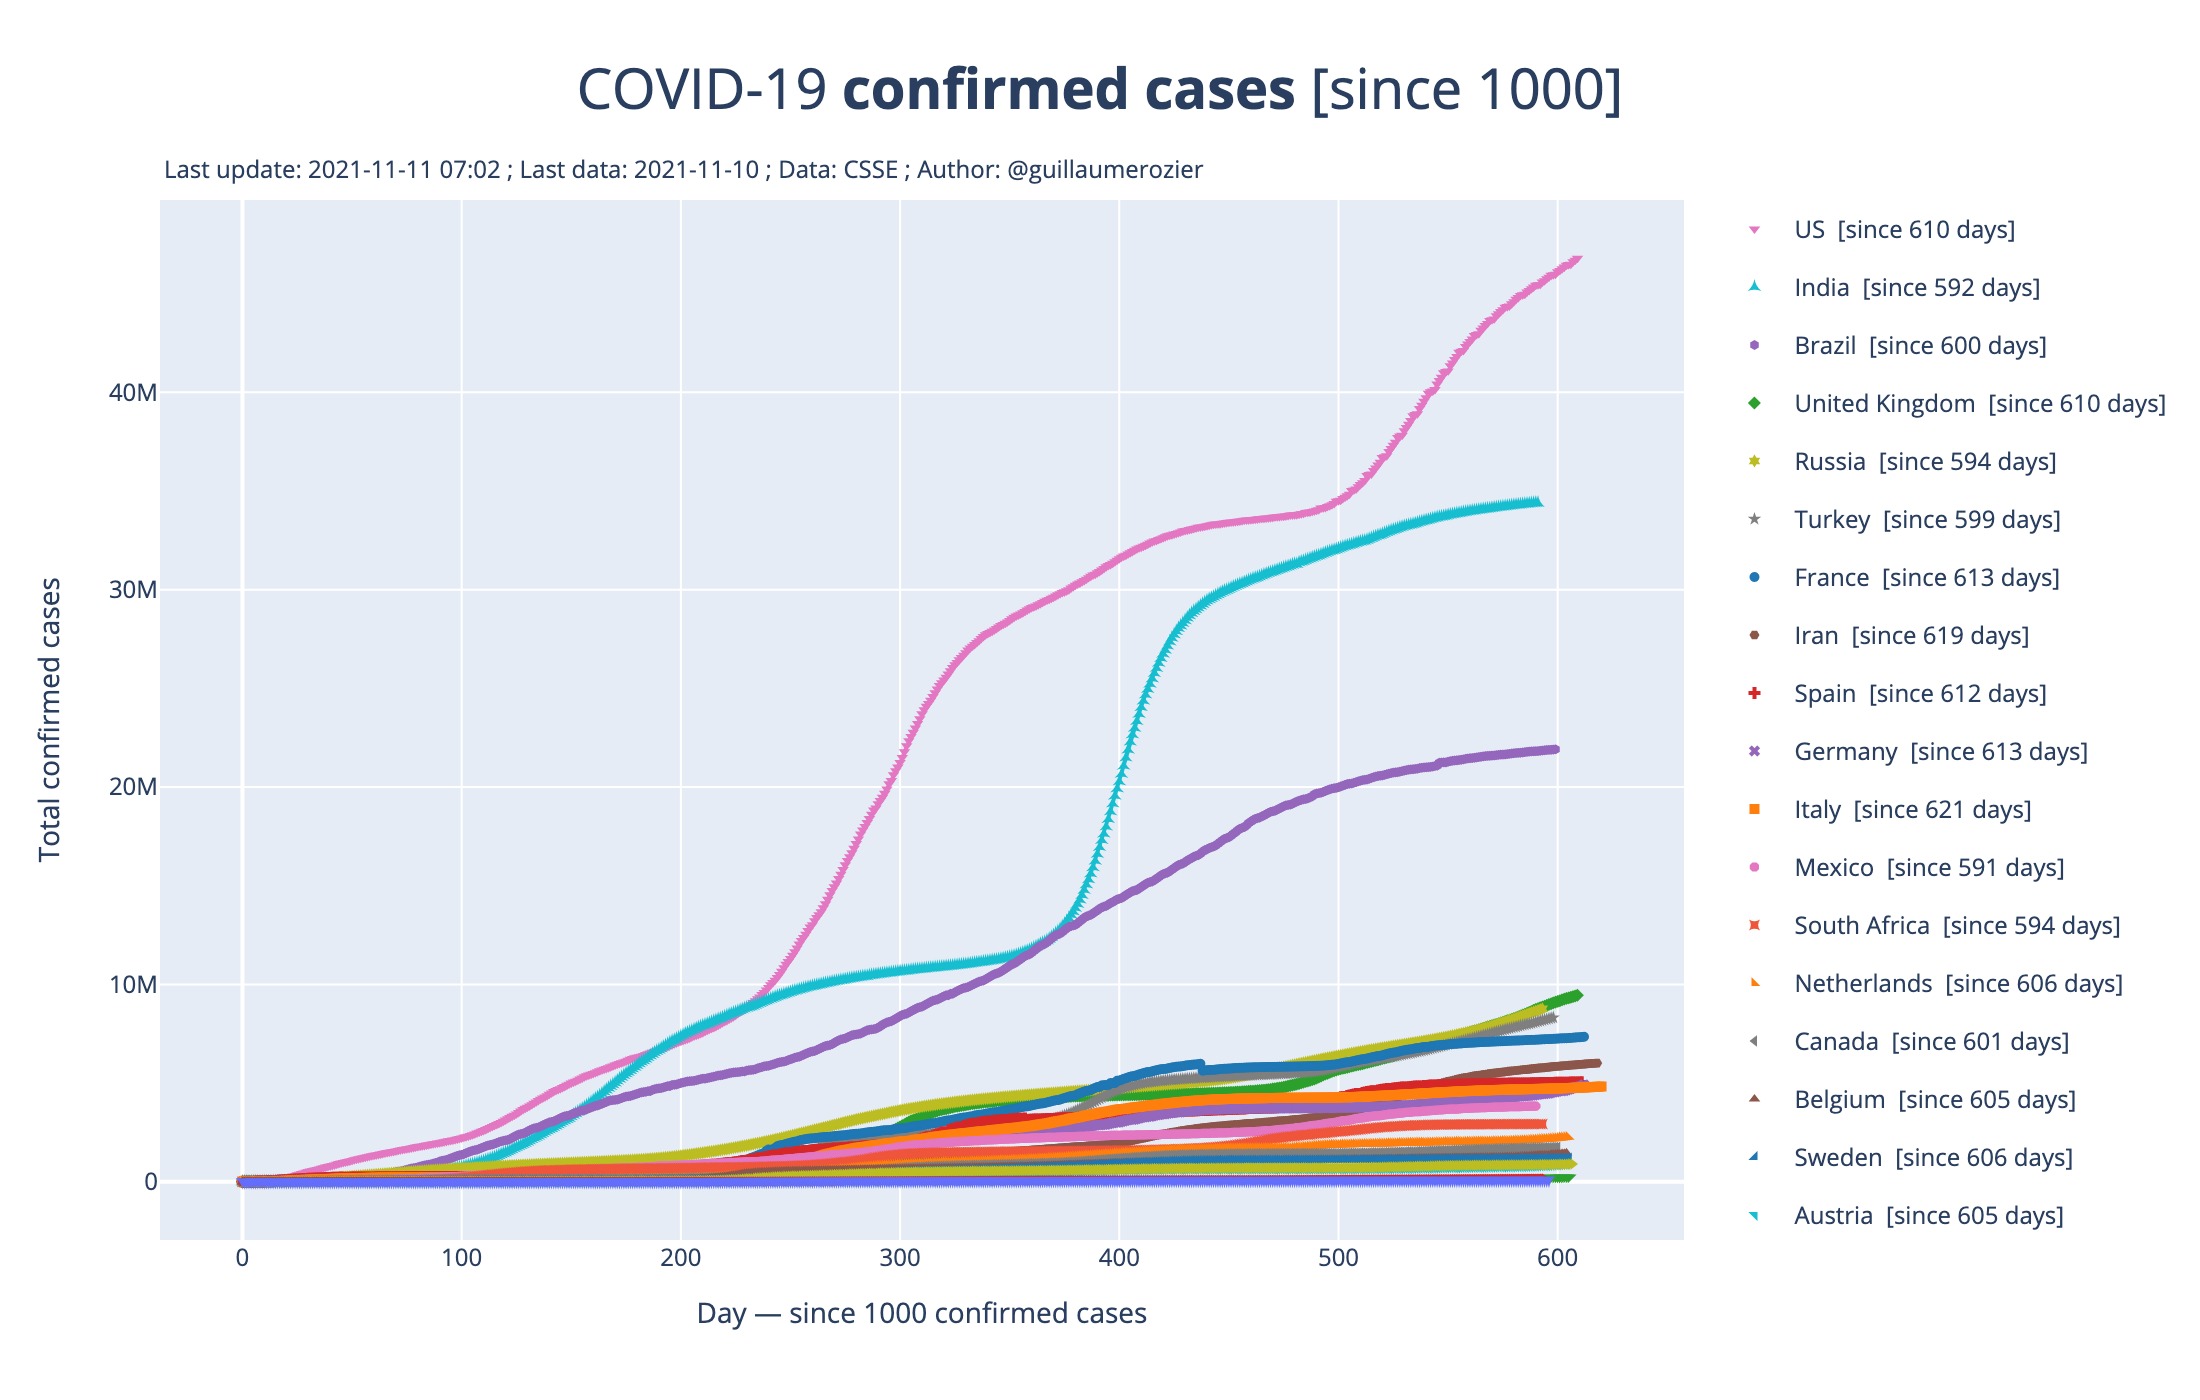 COVID-19 confirmed cases [since 1000]
Last update: 2021-11-11 07:02 ; Last data: 2021-11-10 ; Data: CSSE ; Author: @guillaumerozier
US [since 610 days]
India [since 592 days]
Brazil [since 600 days]
United Kingdom [since 610 days]
Russia [since 594 days]
Turkey [since 599 days]
France [since 613 days]
Iran [since 619 days]
Spain [since 612 days]
Germany [since 613 days]
Italy [since 621 days]
Mexico [since 591 days]
South Africa [since 594 days]
Netherlands [since 606 days]
Canada [since 601 days]
Belgium [since 605 days]
Sweden [since 606 days]
Austria [since 605 days]
Total confirmed cases
40M
30M
20M
10M
0
0 100 200 300 400 500 600
Day — since 1000 confirmed cases